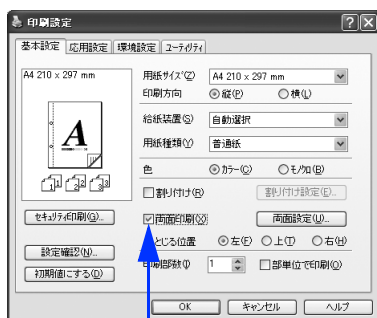 印刷設定
基本設定 応用設定 環境設定 ユーティリティ
A4 210 x 297 mm
用紙サイズ(Z) A4 210 x 297 mm
印刷方向 縦(P) 横(L)
給紙装置(S) 自動選択
用紙種類(Y) 普通紙
色 カラー(C) モノクロ(B)
A
1 1 2 2 3 3
割り付け(R) 割り付け設定(E)...
セキュリティ印刷(G)... 両面印刷(X) 両面設定(U)...
とじる位置 左(F) 上(T) 右(H)
設定確認(N)...
印刷部数(I) 1 部単位で印刷(O)
初期値にする(D)
OK キャンセル ヘルプ